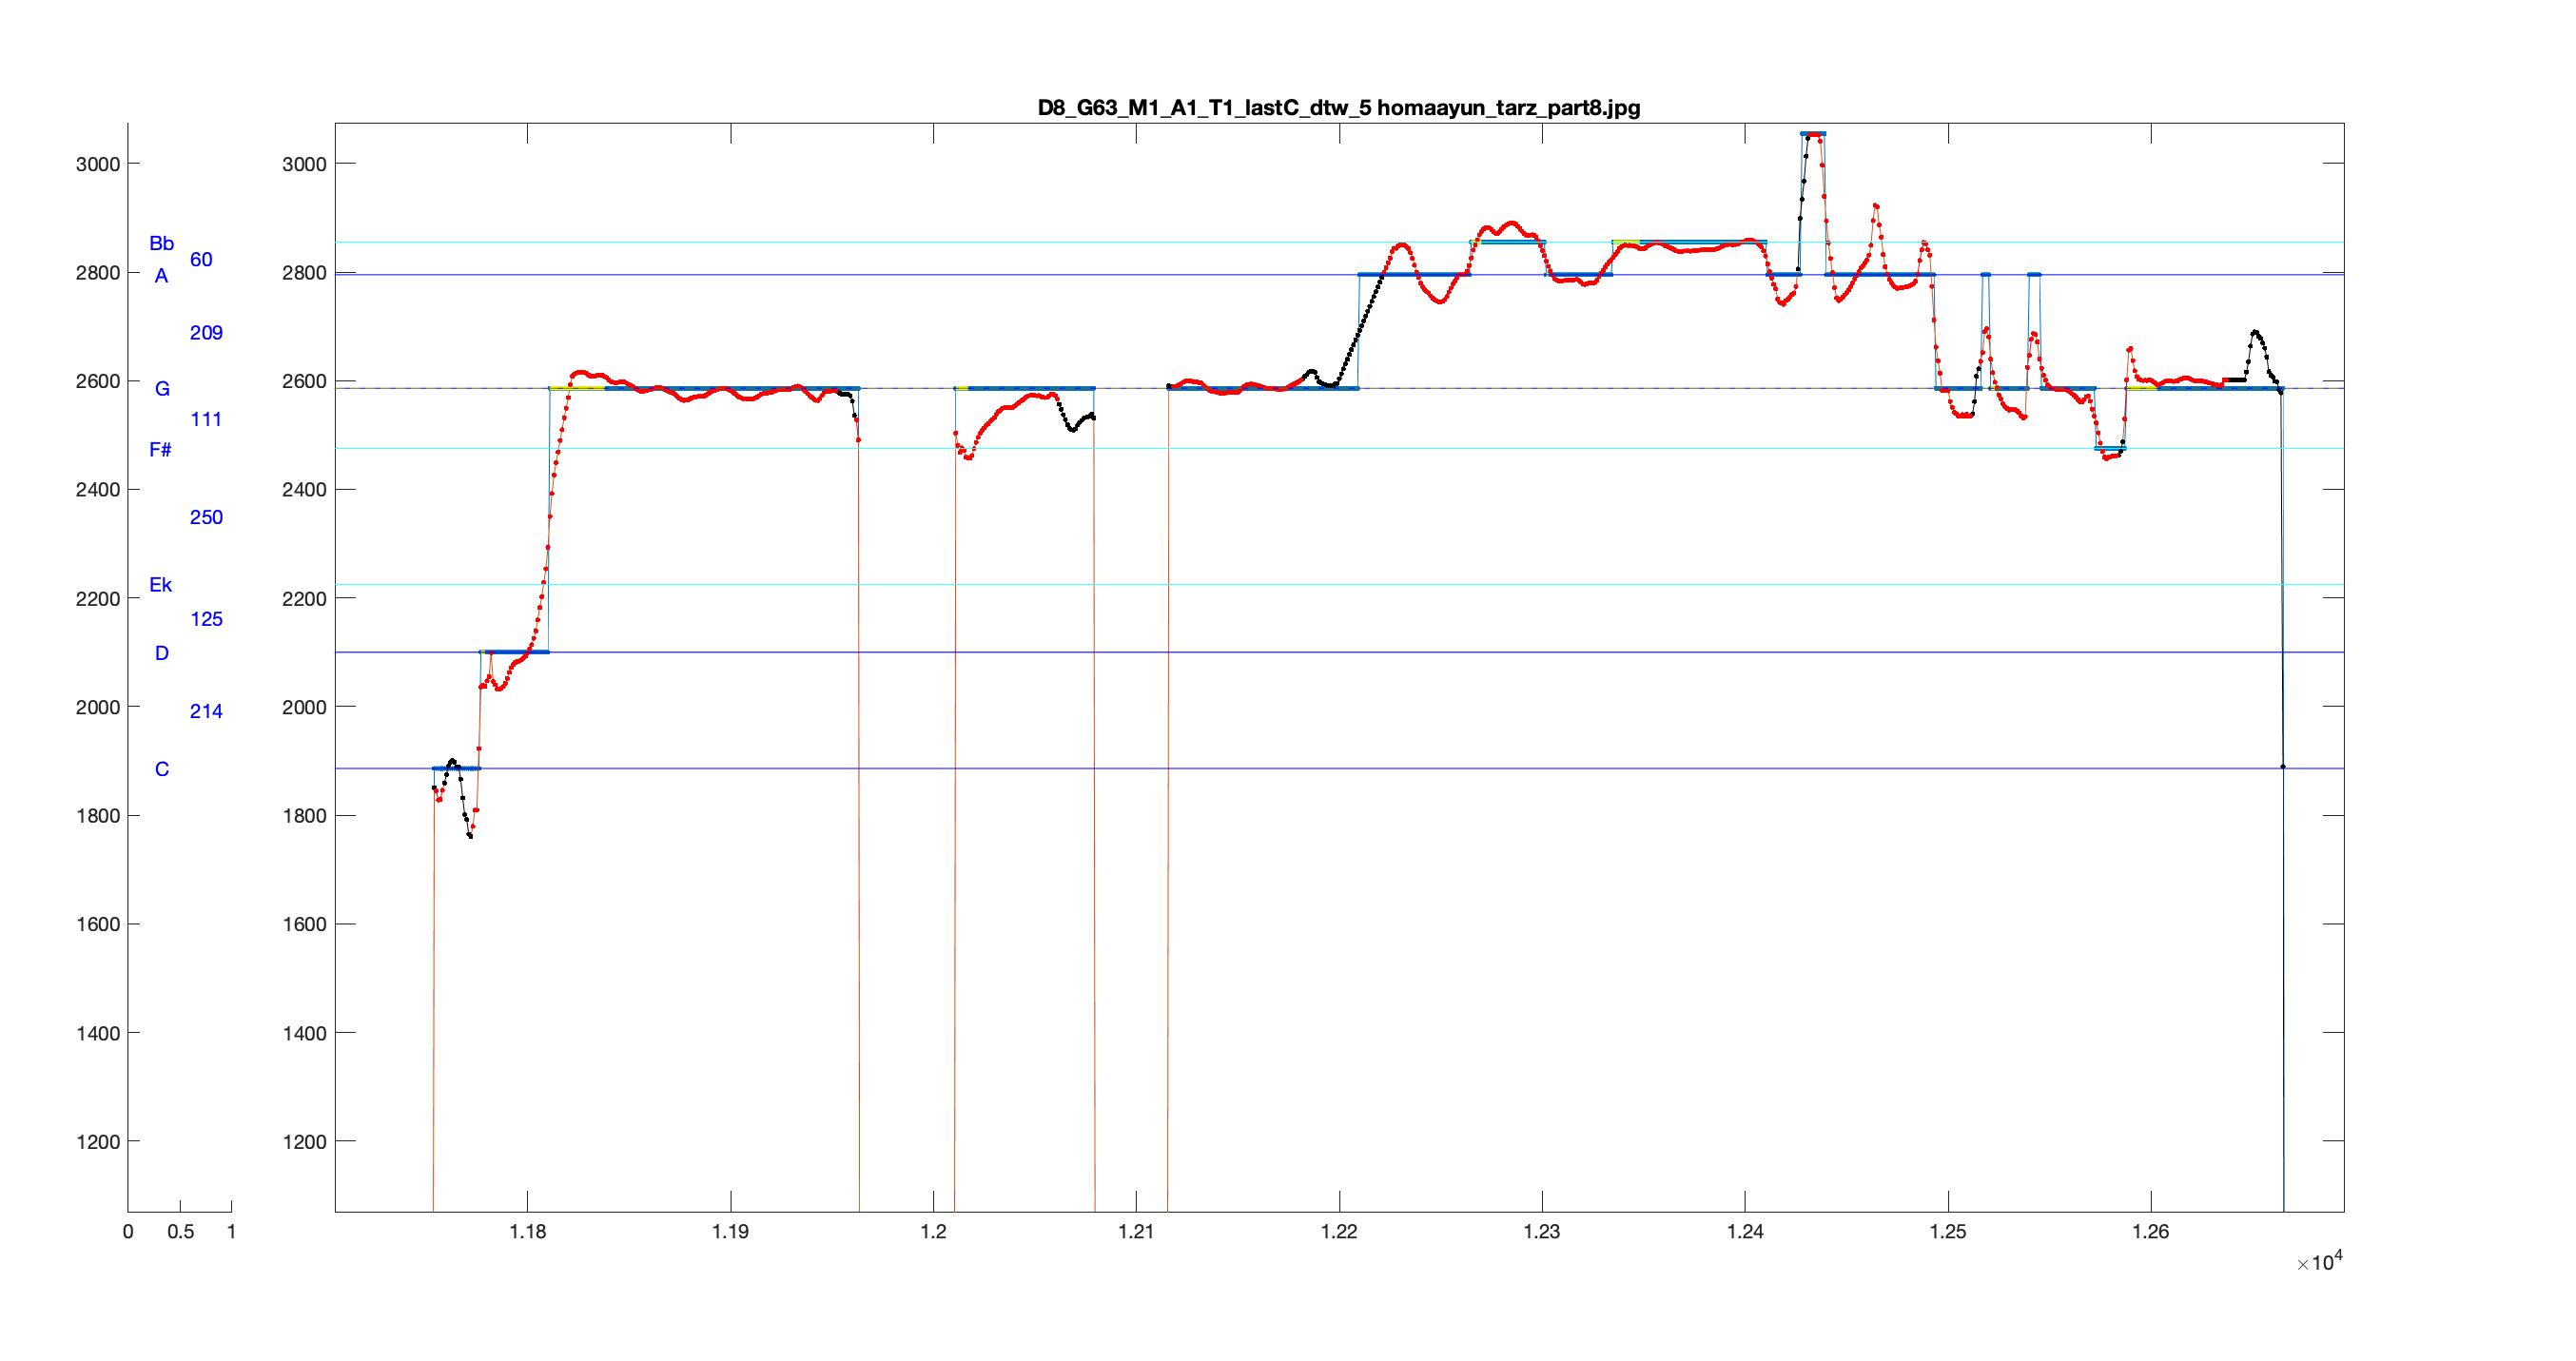 D8_G63_M1_A1_T1_lastC_dtw_5 homaayun_tarz_part8.jpg
3000
2800
2600
2400
2200
2000
1800
1600
1400
1200
0 0.5 1
Bb
60
A
209
G
111
F#
250
Ek
125
D
214
C
3000
2800
2600
2400
2200
2000
1800
1600
1400
1200
1.18 1.19 1.2 1.21 1.22 1.23 1.24 1.25 1.26
×10⁴